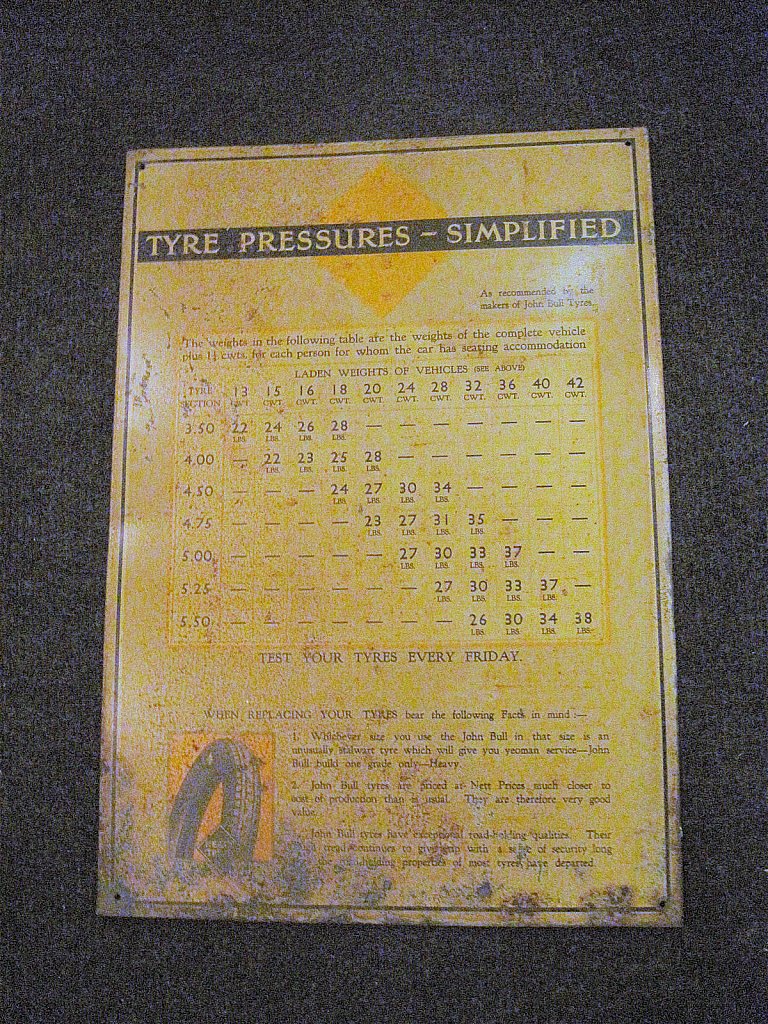 TYRE PRESSURES – SIMPLIFIED
As recommended by the
makers of John Bull Tyres.
The weights in the following table are the weights of the complete vehicle
plus 1½ cwts. for each person for whom the car has seating accommodation
LADEN WEIGHTS OF VEHICLES (SEE ABOVE)
TYRE 13 15 16 18 20 24 28 32 36 40 42
SECTION CWT. CWT. CWT. CWT. CWT. CWT. CWT. CWT. CWT. CWT. CWT.
3.50 22 24 26 28 — — — — — — —
LBS. LBS. LBS. LBS.
4.00 — 22 23 25 28 — — — — — —
LBS. LBS. LBS. LBS.
4.50 — — — 24 27 30 34 — — — —
LBS. LBS. LBS. LBS.
4.75 — — — — 23 27 31 35 — — —
LBS. LBS. LBS. LBS.
5.00 — — — — — 27 30 33 37 — —
LBS. LBS. LBS. LBS.
5.25 — — — — — — 27 30 33 37 —
LBS. LBS. LBS. LBS.
5.50 — — — — — — — 26 30 34 38
LBS. LBS. LBS. LBS.
TEST YOUR TYRES EVERY FRIDAY.
WHEN REPLACING YOUR TYRES bear the following Facts in mind :—
1. Whichever size you use the John Bull in that size is an
unusually stalwart tyre which will give you yeoman service—John
Bull build one grade only—Heavy.
2. John Bull tyres are priced at Nett Prices much closer to
cost of production than is usual. They are therefore very good
value.
John Bull tyres have exceptional road-holding qualities. Their
tread continues to give grip with a sense of security long
the road-holding properties of most tyres have departed.